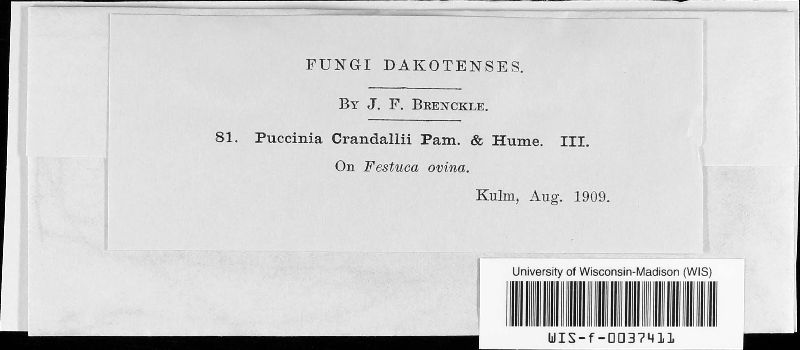 FUNGI DAKOTENSES.
By J. F. Brenckle.
81. Puccinia Crandallii Pam. & Hume. III.
On Festuca ovina.
Kulm, Aug. 1909.
University of Wisconsin-Madison (WIS)
WIS-f-0037411